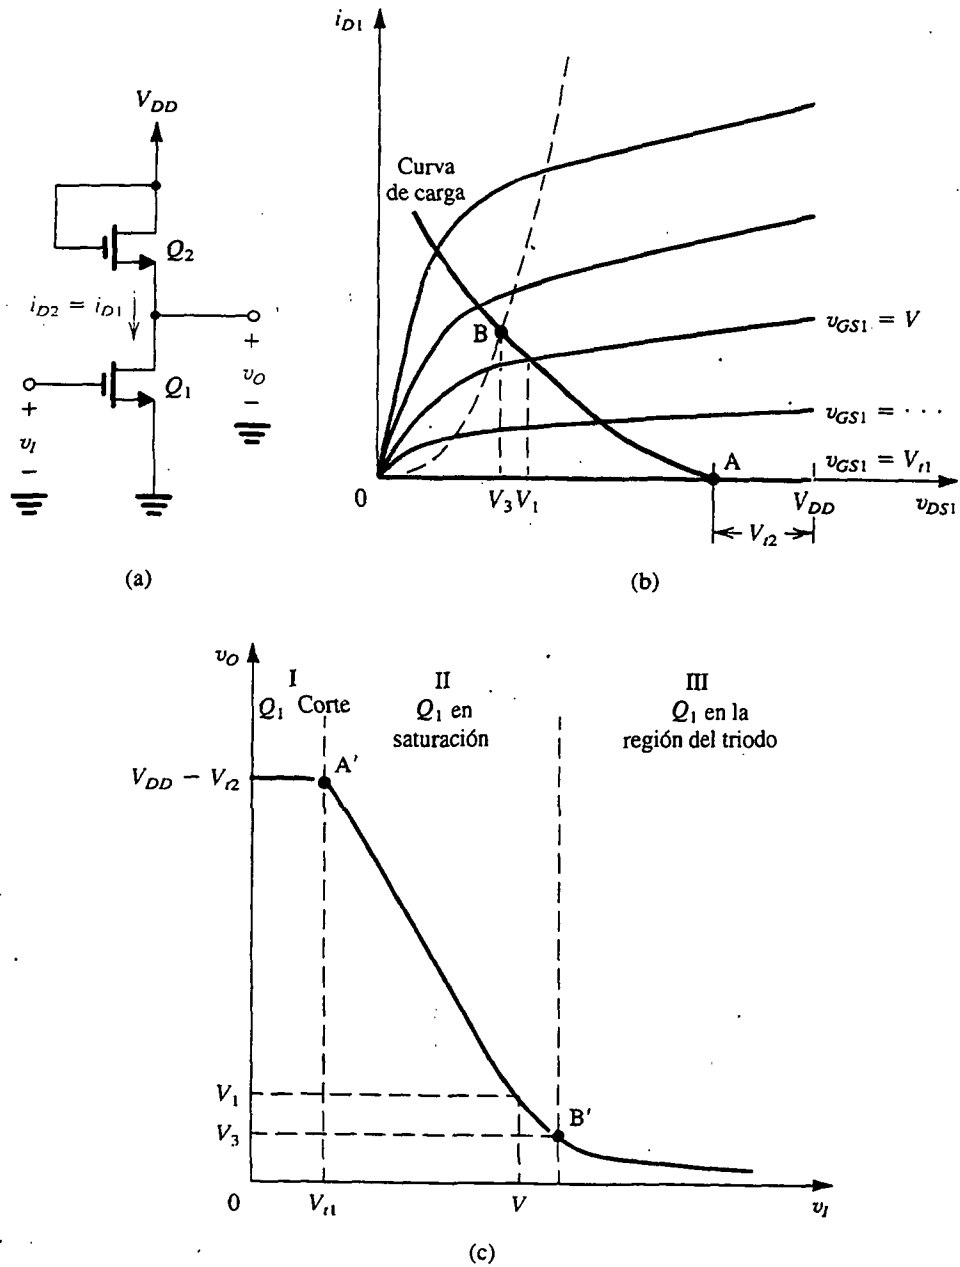 V_DD
Q_2
i_D2 = i_D1
Q_1
+
v_O
−
+
v_I
−
(a)
i_D1
Curva
de carga
B
A
v_GS1 = V
v_GS1 = · · ·
v_GS1 = V_t1
0
V_3 V_1
V_DD
v_DS1
V_t2
(b)
v_O
I
Q_1 Corte
II
Q_1 en
saturación
III
Q_1 en la
región del triodo
V_DD − V_t2
A'
V_1
V_3
B'
0
V_t1
V
v_I
(c)